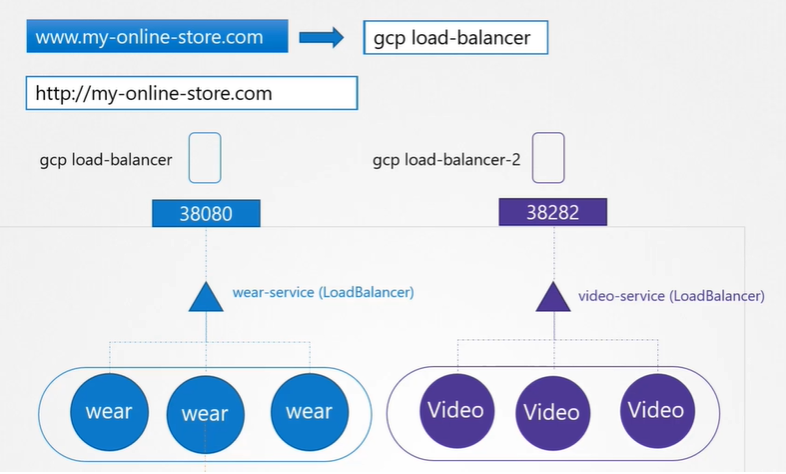 www.my-online-store.com
gcp load-balancer
http://my-online-store.com
gcp load-balancer
gcp load-balancer-2
38080
38282
wear-service (LoadBalancer)
video-service (LoadBalancer)
wear
wear
wear
Video
Video
Video